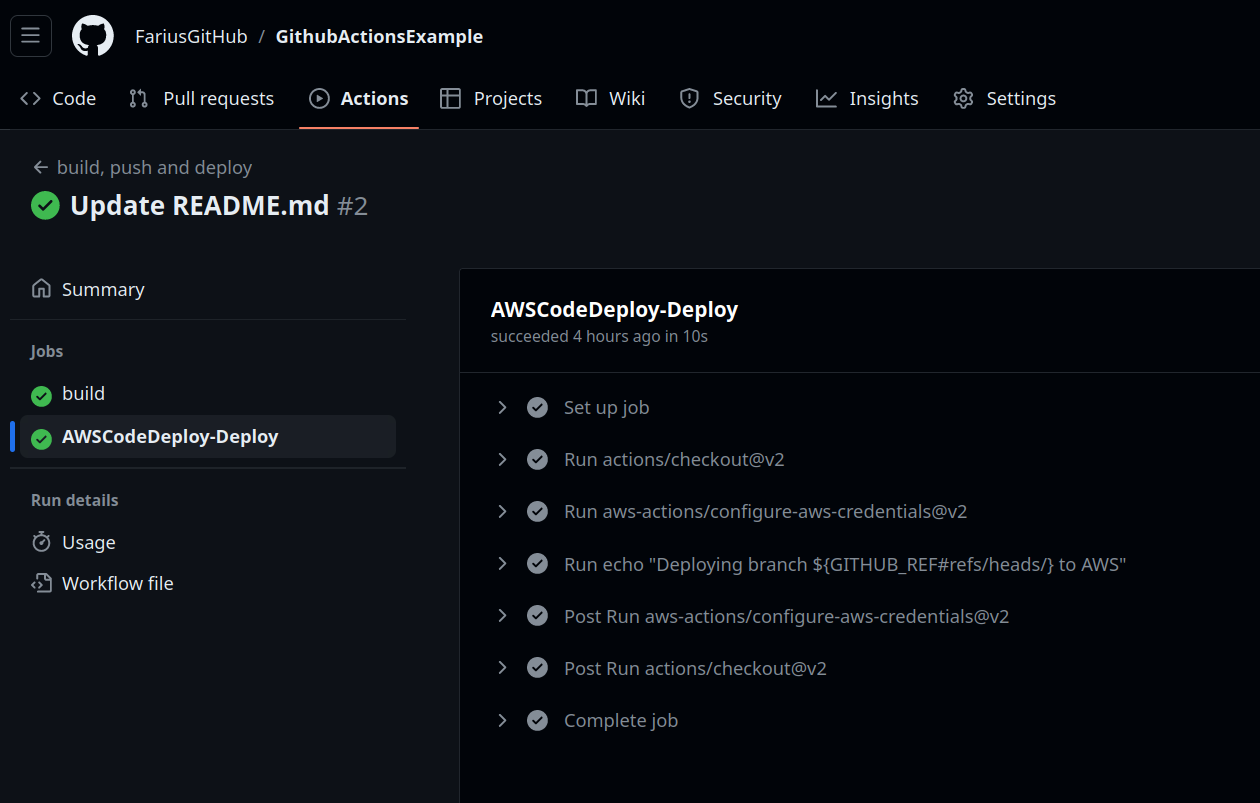 FariusGitHub / GithubActionsExample
Code Pull requests Actions Projects Wiki Security Insights Settings
build, push and deploy
Update README.md #2
Summary
Jobs
build
AWSCodeDeploy-Deploy
Run details
Usage
Workflow file
AWSCodeDeploy-Deploy
succeeded 4 hours ago in 10s
Set up job
Run actions/checkout@v2
Run aws-actions/configure-aws-credentials@v2
Run echo "Deploying branch ${GITHUB_REF#refs/heads/} to AWS"
Post Run aws-actions/configure-aws-credentials@v2
Post Run actions/checkout@v2
Complete job